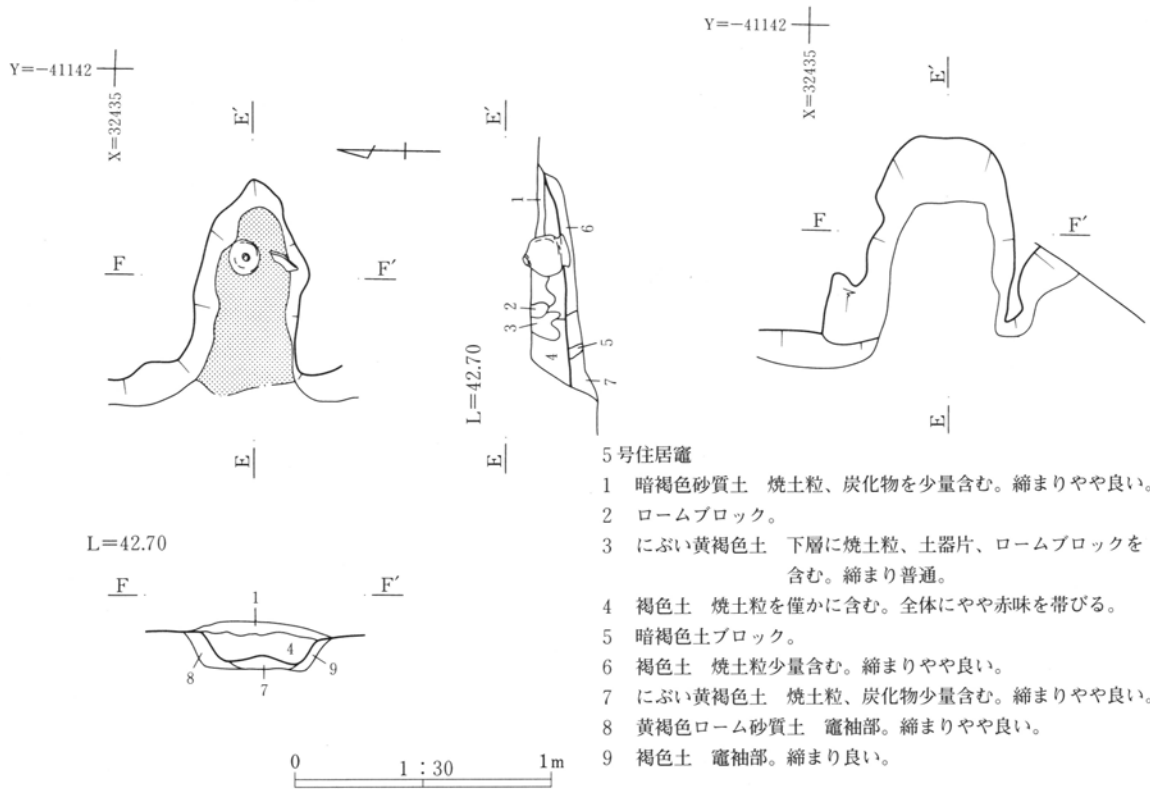 Y=−41142
X=32435
E′
F
F′
E
E′
1
6
2
3
4
5
7
L=42.70
E
Y=−41142
X=32435
E′
F
F′
E
L=42.70
F
F′
1
4
8
7
9
0
1：30
1m
5号住居竈
1 暗褐色砂質土 焼土粒、炭化物を少量含む。締まりやや良い。
2 ロームブロック。
3 にぶい黄褐色土 下層に焼土粒、土器片、ロームブロックを
含む。締まり普通。
4 褐色土 焼土粒を僅かに含む。全体にやや赤味を帯びる。
5 暗褐色土ブロック。
6 褐色土 焼土粒少量含む。締まりやや良い。
7 にぶい黄褐色土 焼土粒、炭化物少量含む。締まりやや良い。
8 黄褐色ローム砂質土 竈袖部。締まりやや良い。
9 褐色土 竈袖部。締まり良い。